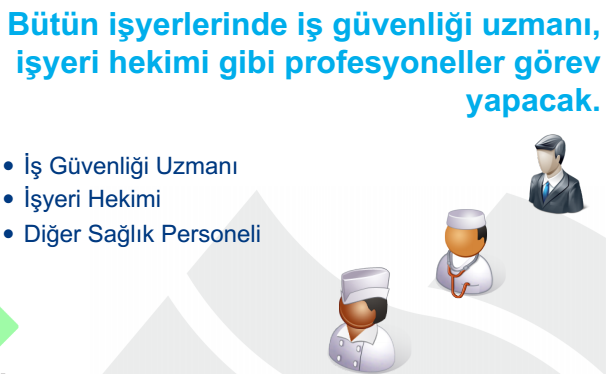 Bütün işyerlerinde iş güvenliği uzmanı,
işyeri hekimi gibi profesyoneller görev
yapacak.
• İş Güvenliği Uzmanı
• İşyeri Hekimi
• Diğer Sağlık Personeli